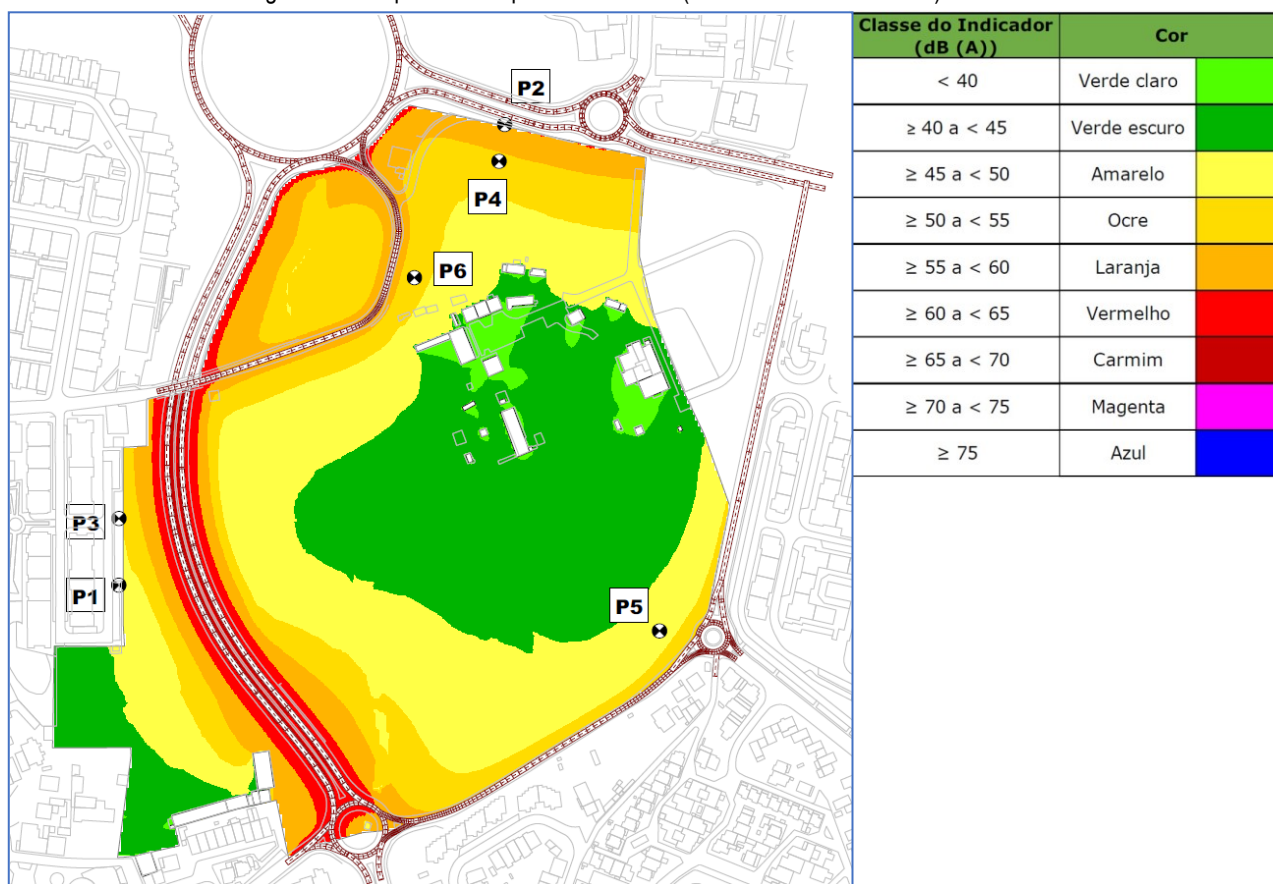 Classe do Indicador
(dB (A))
Cor
< 40
Verde claro
≥ 40 a < 45
Verde escuro
≥ 45 a < 50
Amarelo
≥ 50 a < 55
Ocre
≥ 55 a < 60
Laranja
≥ 60 a < 65
Vermelho
≥ 65 a < 70
Carmim
≥ 70 a < 75
Magenta
≥ 75
Azul
P2
P4
P6
P3
P1
P5